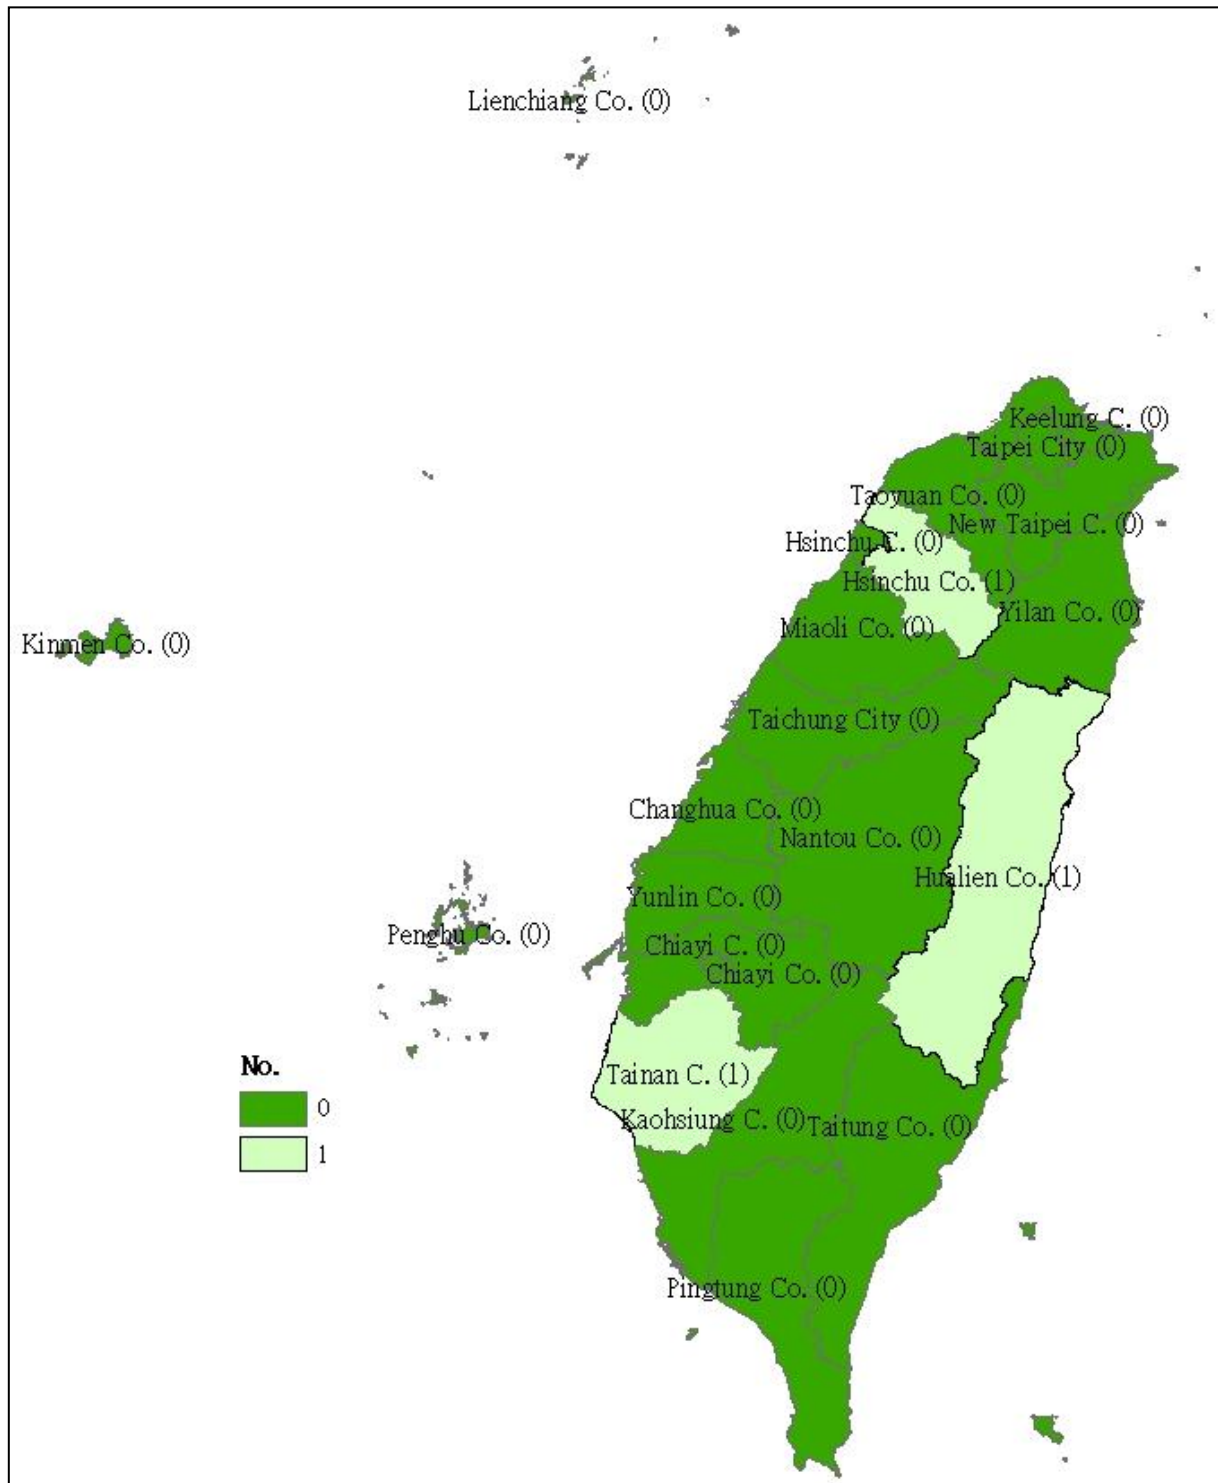 Lienchiang Co. (0)
Keelung C. (0)
Taipei City (0)
Taoyuan Co. (0)
New Taipei C. (0)
Hsinchu C. (0)
Hsinchu Co. (1)
Yilan Co. (0)
Miaoli Co. (0)
Kinmen Co. (0)
Taichung City (0)
Changhua Co. (0)
Nantou Co. (0)
Hualien Co. (1)
Yunlin Co. (0)
Penghu Co. (0)
Chiayi C. (0)
Chiayi Co. (0)
No.
0
1
Tainan C. (1)
Kaohsiung C. (0)
Taitung Co. (0)
Pingtung Co. (0)